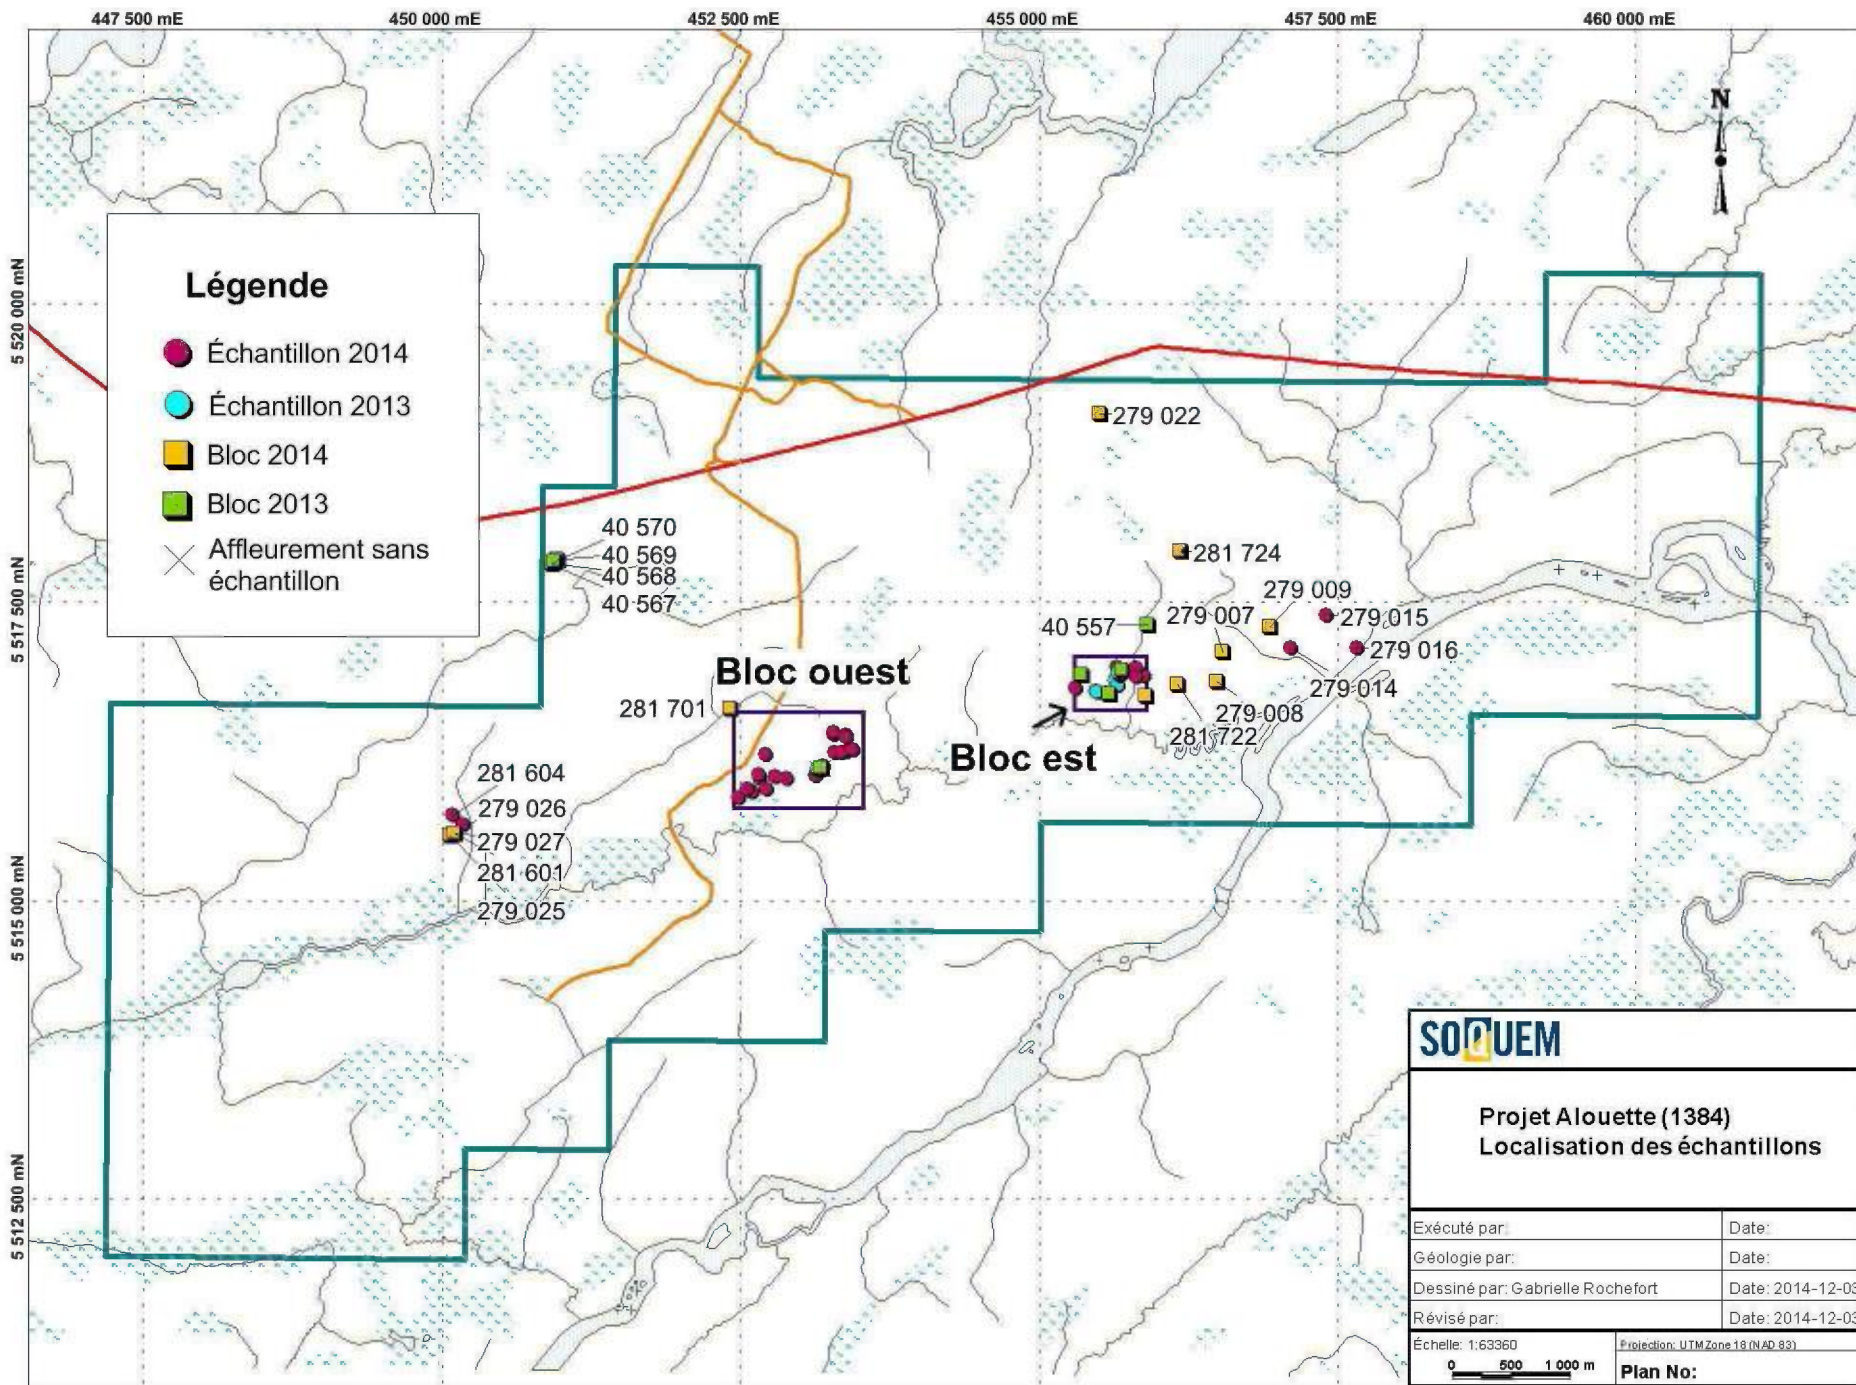 447 500 mE
450 000 mE
452 500 mE
455 000 mE
457 500 mE
460 000 mE
N
5 520 000 mN
5 517 500 mN
5 515 000 mN
5 512 500 mN
Légende
Échantillon 2014
Échantillon 2013
Bloc 2014
Bloc 2013
Affleurement sans
échantillon
279 022
40 570
40 569
40 568
40 567
281 724
279 009
279 007
279 015
40 557
279 016
279 014
279 008
281 722
Bloc ouest
281 701
Bloc est
281 604
279 026
279 027
281 601
279 025
SOQUEM
Projet Alouette (1384)
Localisation des échantillons
Exécuté par:
Date:
Géologie par:
Date:
Dessiné par: Gabrielle Rochefort
Date: 2014-12-03
Révisé par:
Date: 2014-12-03
Échelle: 1:63360
Projection: UTM Zone 18 (NAD 83)
0 500 1 000 m
Plan No: